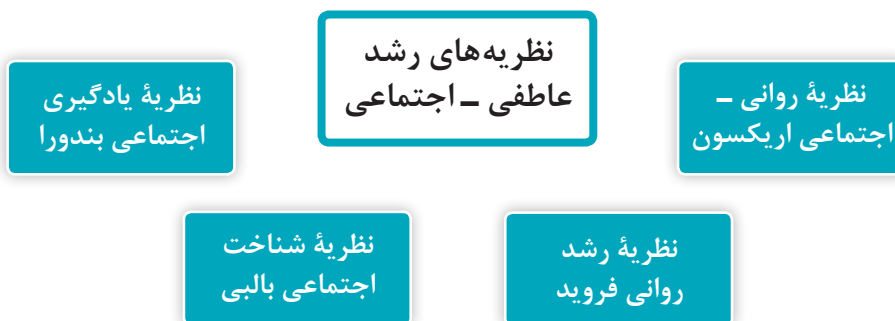 نظریه‌های رشد
عاطفی ـ اجتماعی
نظریهٔ روانی ـ
اجتماعی اریکسون
نظریهٔ رشد
روانی فروید
نظریهٔ شناخت
اجتماعی بالبی
نظریهٔ یادگیری
اجتماعی بندورا